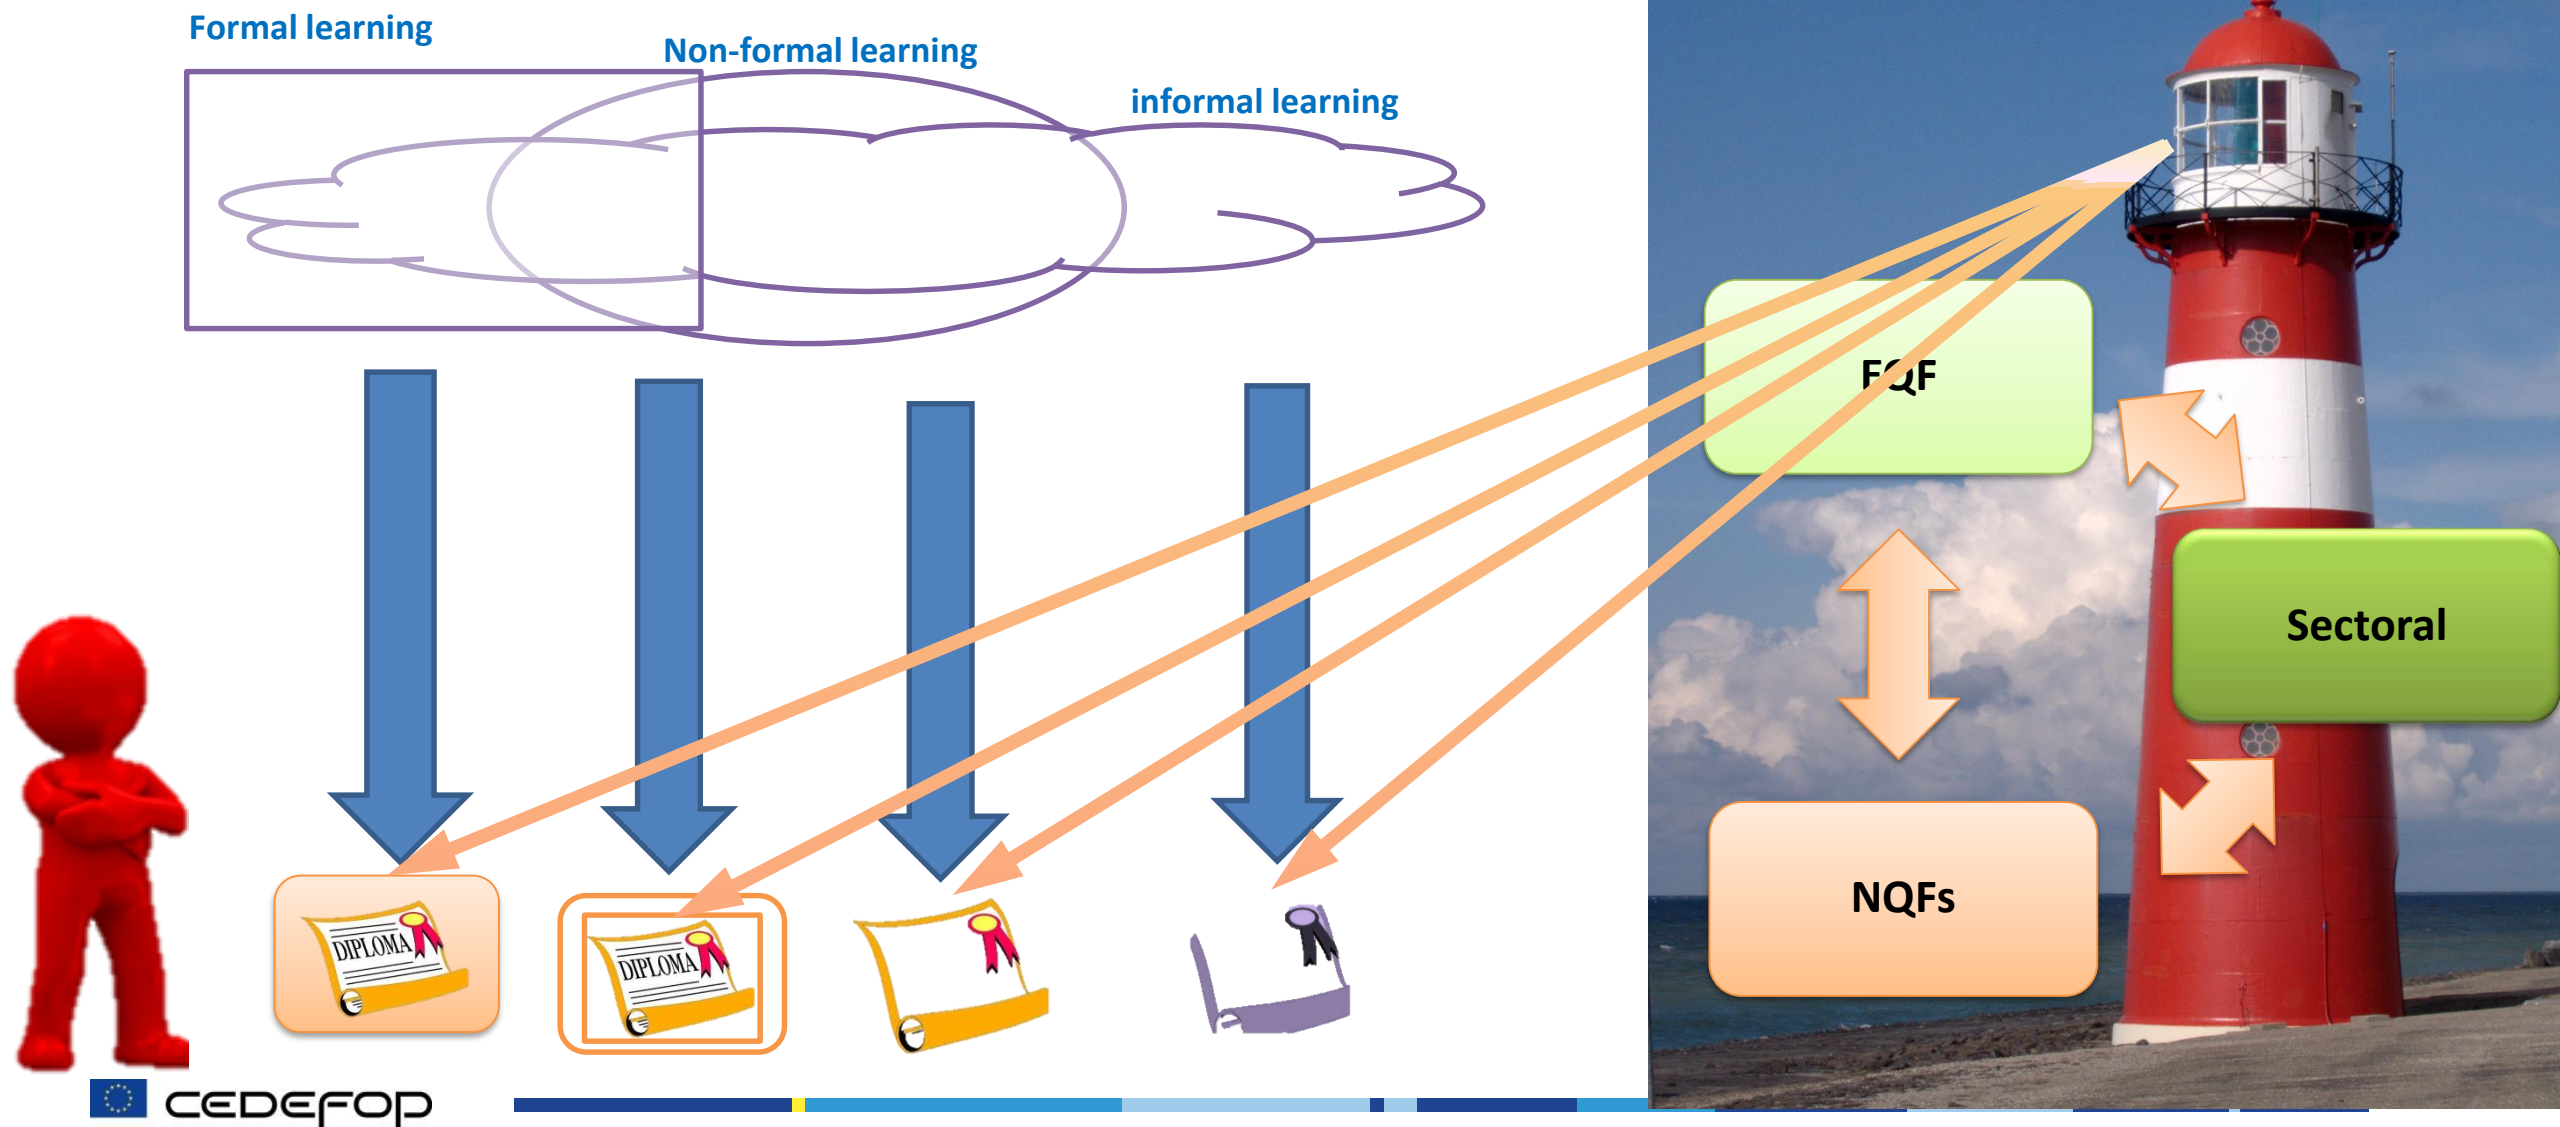 Formal learning
Non-formal learning
informal learning
EQF
Sectoral
NQFs
DIPLOMA
DIPLOMA
CEDEFOP